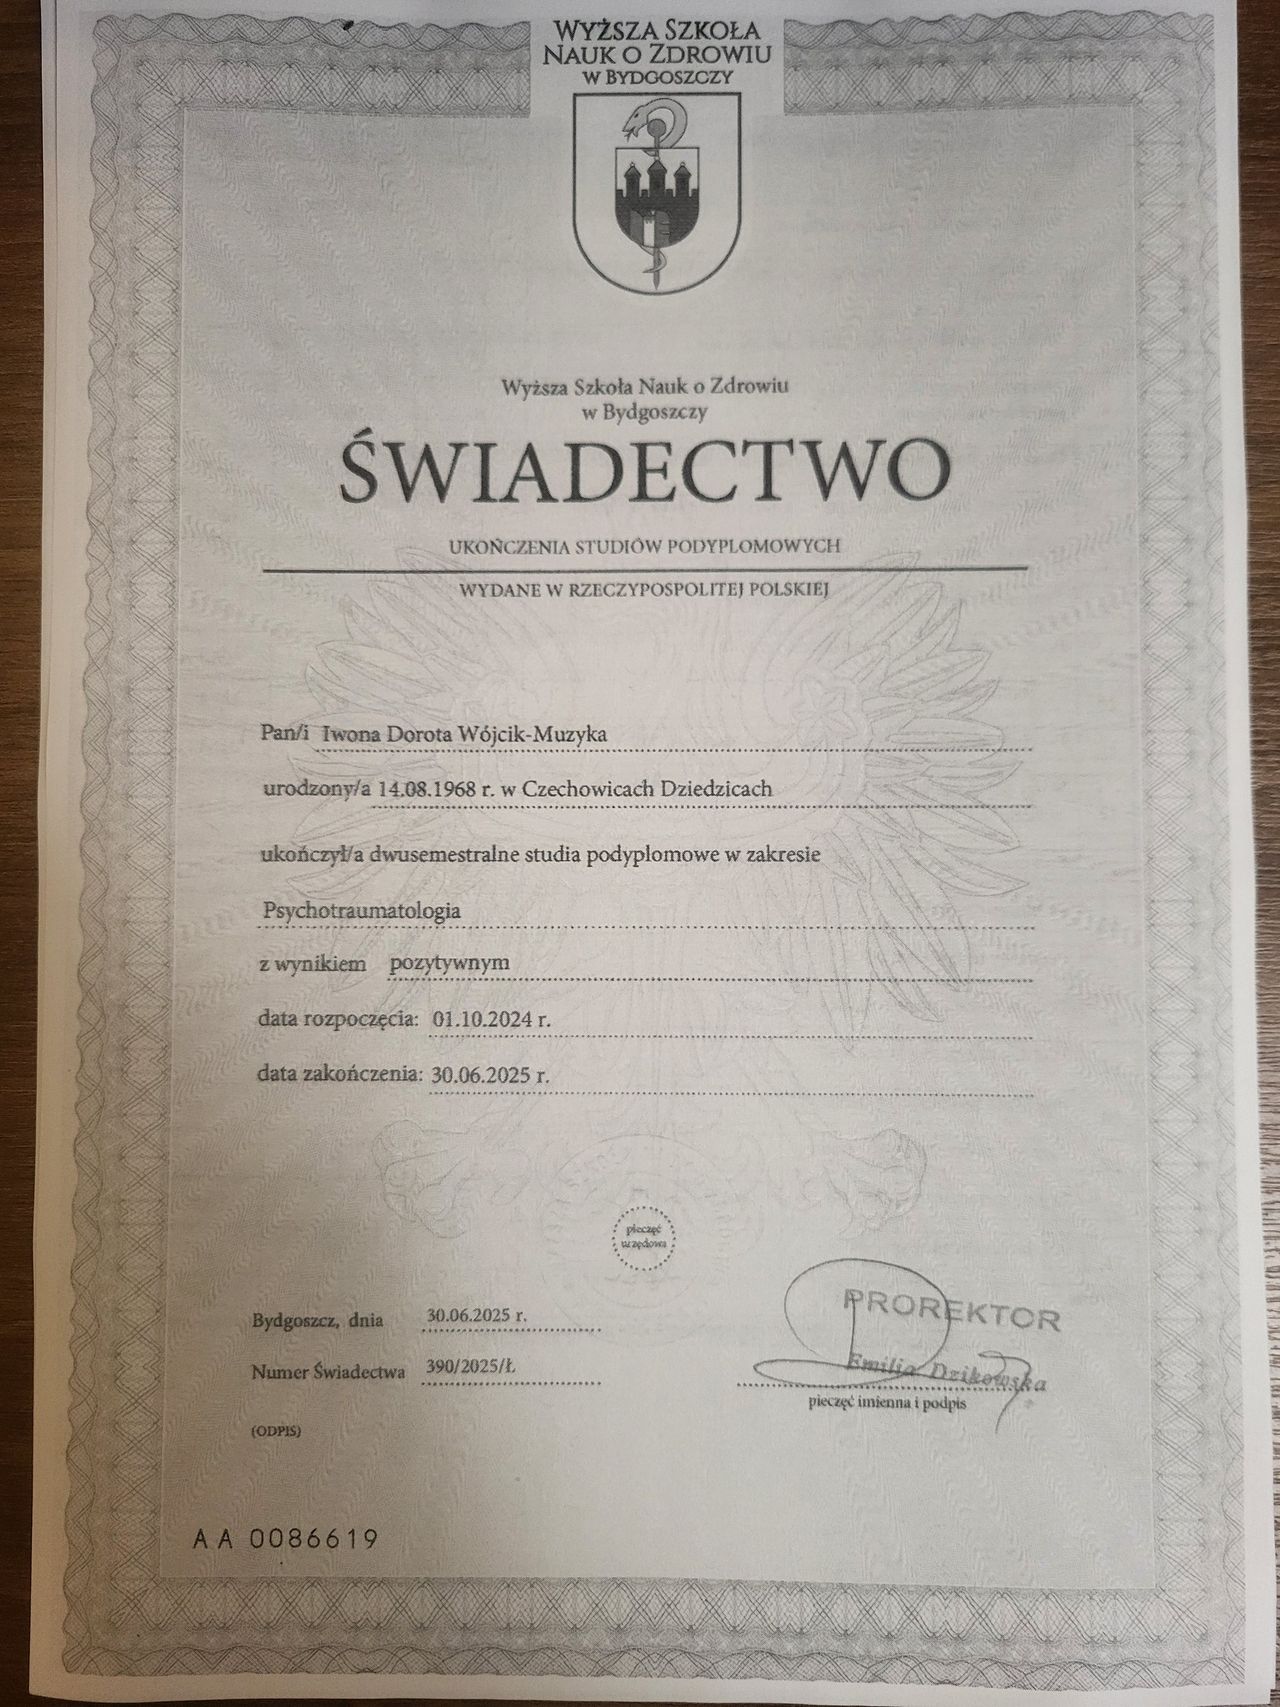 WYŻSZA SZKOŁA
NAUK O ZDROWIU
W BYDGOSZCZY
Wyższa Szkoła Nauk o Zdrowiu
w Bydgoszczy
ŚWIADECTWO
UKOŃCZENIA STUDIÓW PODYPLOMOWYCH
WYDANE W RZECZYPOSPOLITEJ POLSKIEJ
Pan/i Iwona Dorota Wójcik-Muzyka
urodzony/a 14.08.1968 r. w Czechowicach Dziedzicach
ukończył/a dwusemestralne studia podyplomowe w zakresie
Psychotraumatologia
z wynikiem pozytywnym
data rozpoczęcia: 01.10.2024 r.
data zakończenia: 30.06.2025 r.
pieczęć
urzędowa
Bydgoszcz, dnia 30.06.2025 r.
Numer Świadectwa 390/2025/Ł
(ODPIS)
PROREKTOR
Emilia Dzikowska
pieczęć imienna i podpis
AA 0086619